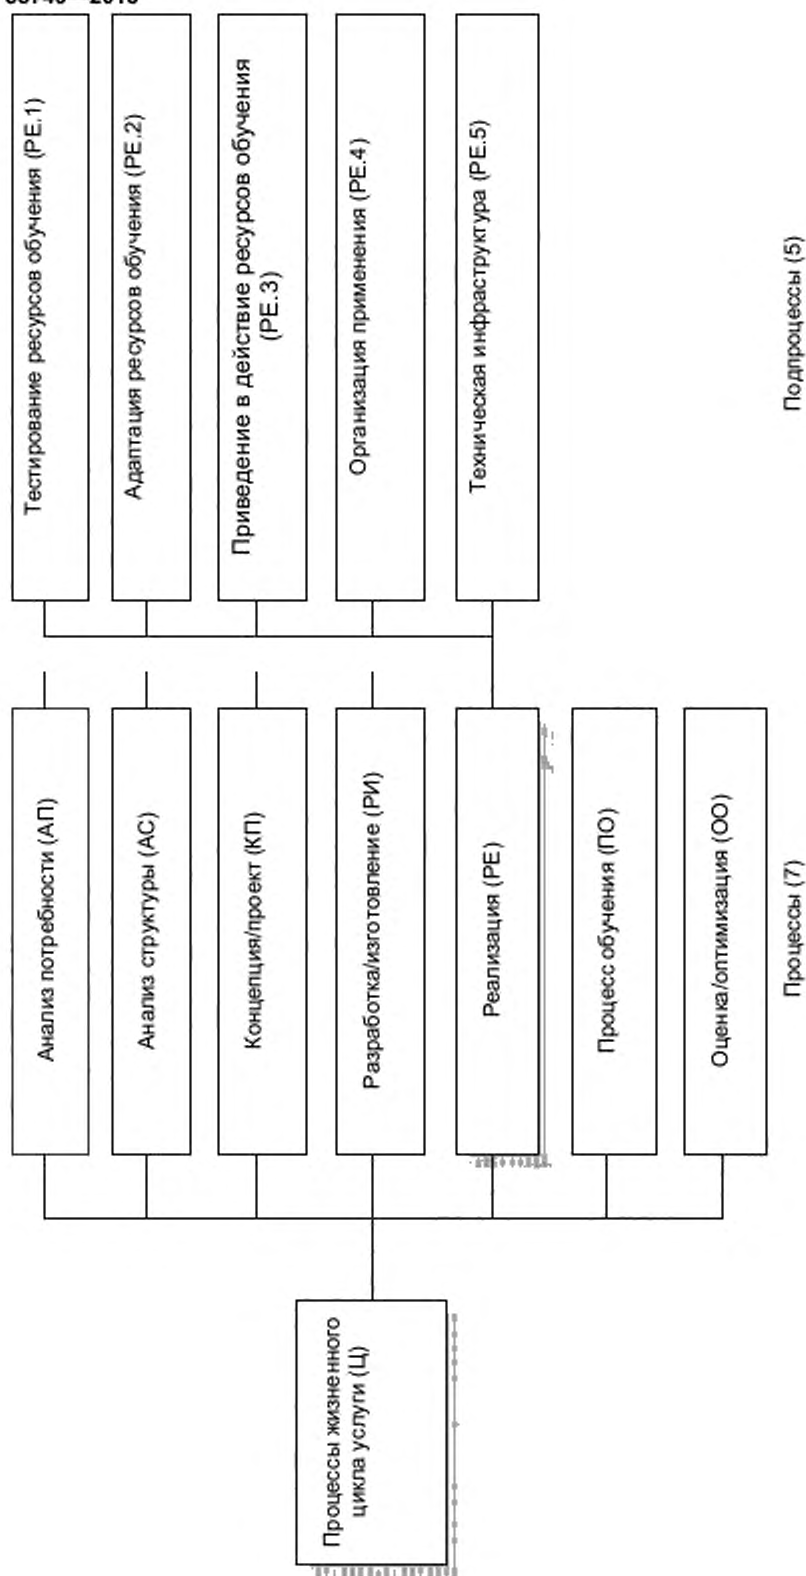 Процессы жизненного
цикла услуги (Ц)
Анализ потребности (АП)
Анализ структуры (АС)
Концепция/проект (КП)
Разработка/изготовление (РИ)
Реализация (РЕ)
Процесс обучения (ПО)
Оценка/оптимизация (ОО)
Процессы (7)
Тестирование ресурсов обучения (РЕ.1)
Адаптация ресурсов обучения (РЕ.2)
Приведение в действие ресурсов обучения
(РЕ.3)
Организация применения (РЕ.4)
Техническая инфраструктура (РЕ.5)
Подпроцессы (5)